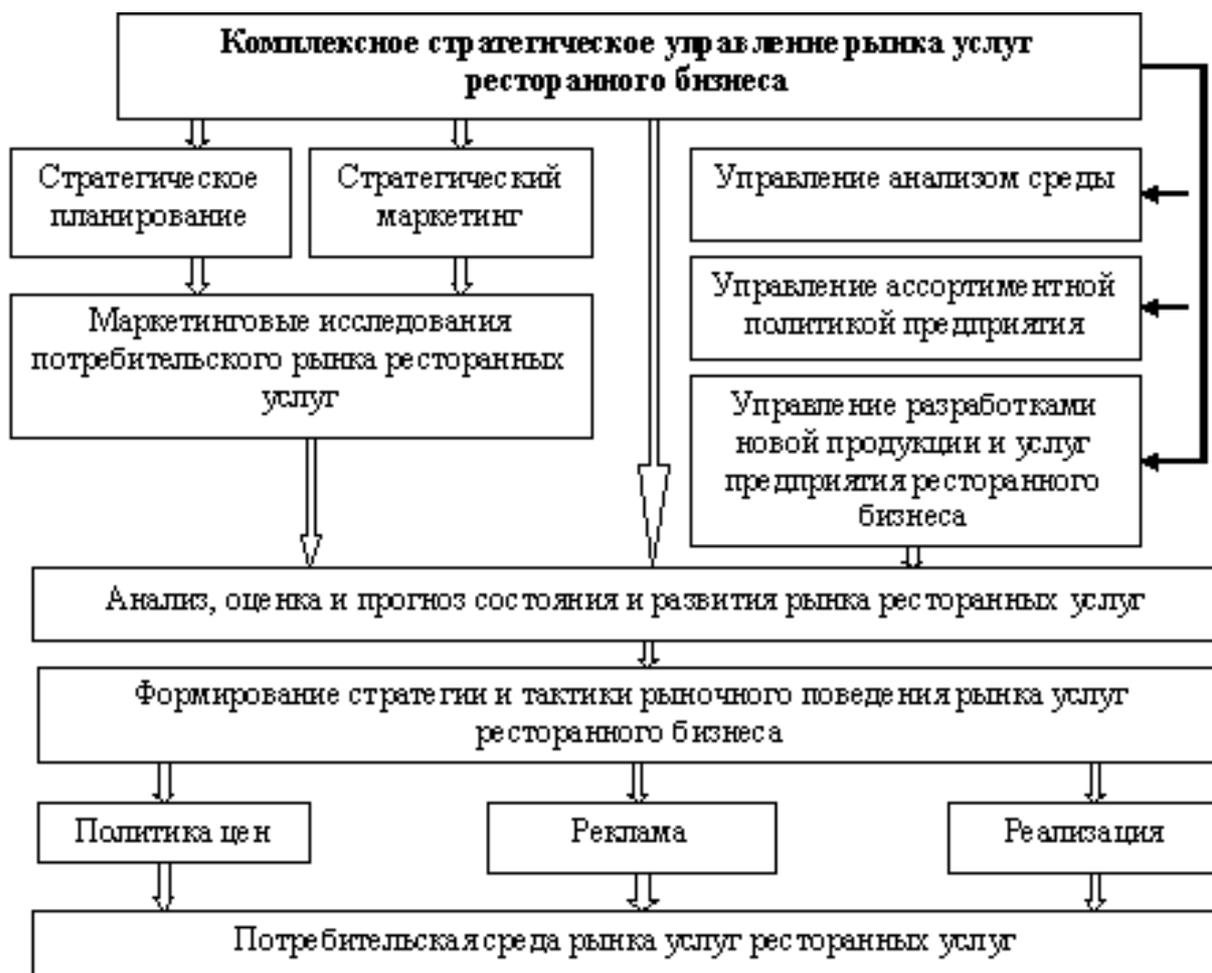 Комплексное стратегическое управление рынка услуг
ресторанного бизнеса
Стратегическое
планирование
Стратегический
маркетинг
Управление анализом среды
Управление ассортиментной
политикой предприятия
Маркетинговые исследования
потребительского рынка ресторанных
услуг
Управление разработками
новой продукции и услуг
предприятия ресторанного
бизнеса
Анализ, оценка и прогноз состояния и развития рынка ресторанных услуг
Формирование стратегии и тактики рыночного поведения рынка услуг
ресторанного бизнеса
Политика цен
Реклама
Реализация
Потребительская среда рынка услуг ресторанных услуг